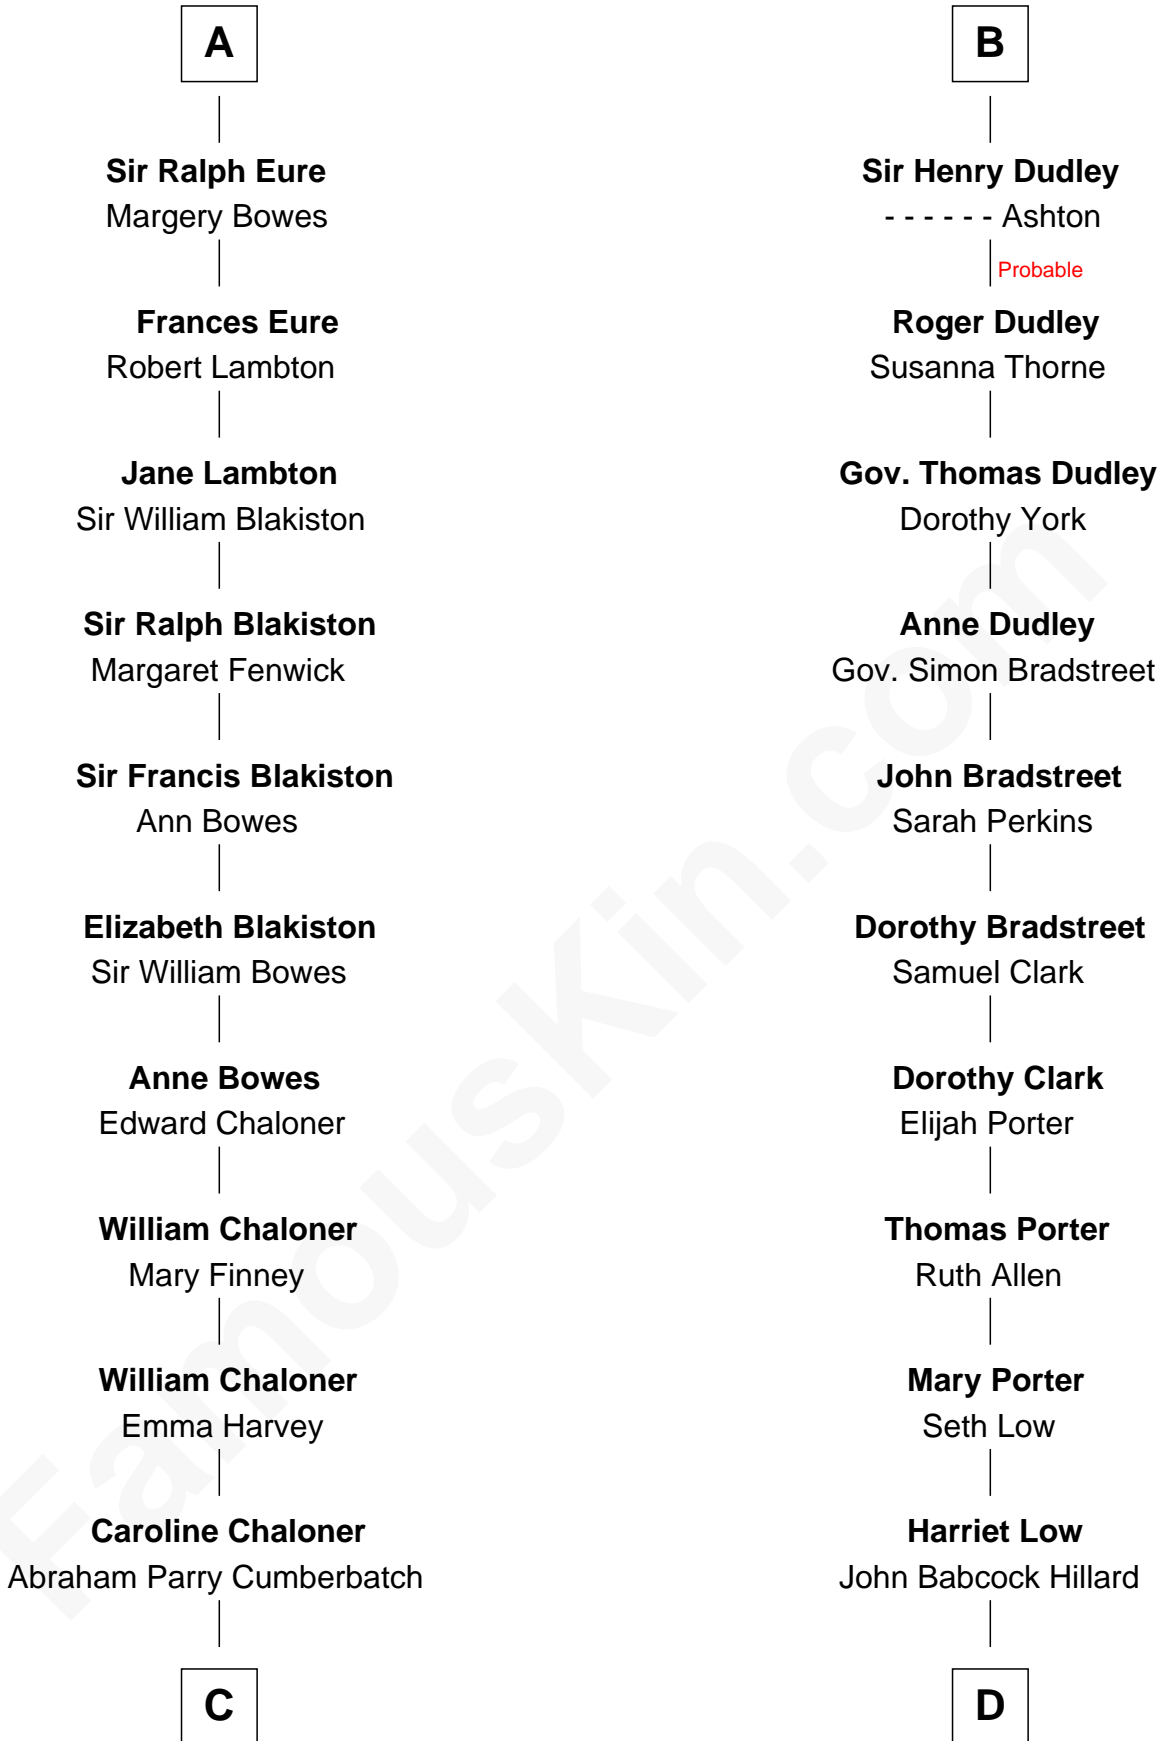 A
Sir Ralph Eure
Margery Bowes
Frances Eure
Robert Lambton
Jane Lambton
Sir William Blakiston
Sir Ralph Blakiston
Margaret Fenwick
Sir Francis Blakiston
Ann Bowes
Elizabeth Blakiston
Sir William Bowes
Anne Bowes
Edward Chaloner
William Chaloner
Mary Finney
William Chaloner
Emma Harvey
Caroline Chaloner
Abraham Parry Cumberbatch
C
B
Sir Henry Dudley
- - - - - - Ashton
Probable
Roger Dudley
Susanna Thorne
Gov. Thomas Dudley
Dorothy York
Anne Dudley
Gov. Simon Bradstreet
John Bradstreet
Sarah Perkins
Dorothy Bradstreet
Samuel Clark
Dorothy Clark
Elijah Porter
Thomas Porter
Ruth Allen
Mary Porter
Seth Low
Harriet Low
John Babcock Hillard
D
FamousKin.com